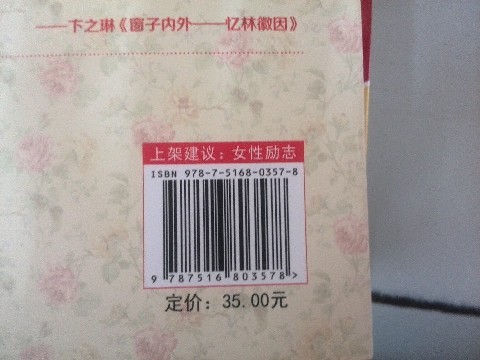 ——卞之琳《窗子内外——忆林徽因》
上架建议：女性励志
ISBN 978-7-5168-0357-8
9 787516 803578>
定价：35.00元